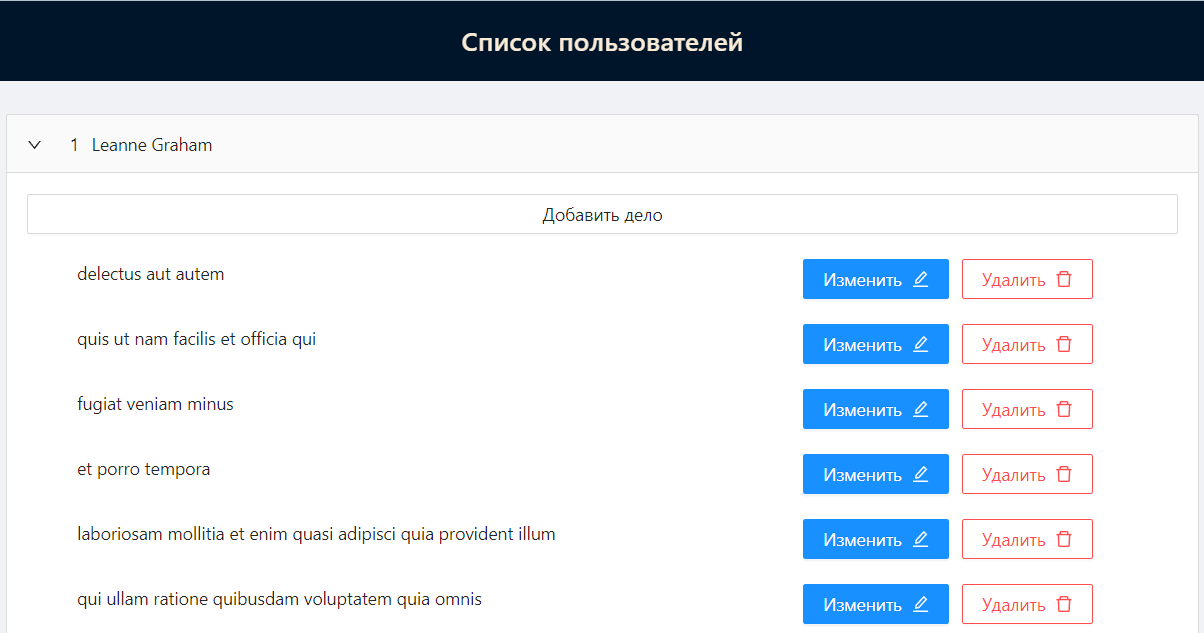 Список пользователей
1 Leanne Graham
Добавить дело
delectus aut autem Изменить Удалить
quis ut nam facilis et officia qui Изменить Удалить
fugiat veniam minus Изменить Удалить
et porro tempora Изменить Удалить
laboriosam mollitia et enim quasi adipisci quia provident illum Изменить Удалить
qui ullam ratione quibusdam voluptatem quia omnis Изменить Удалить